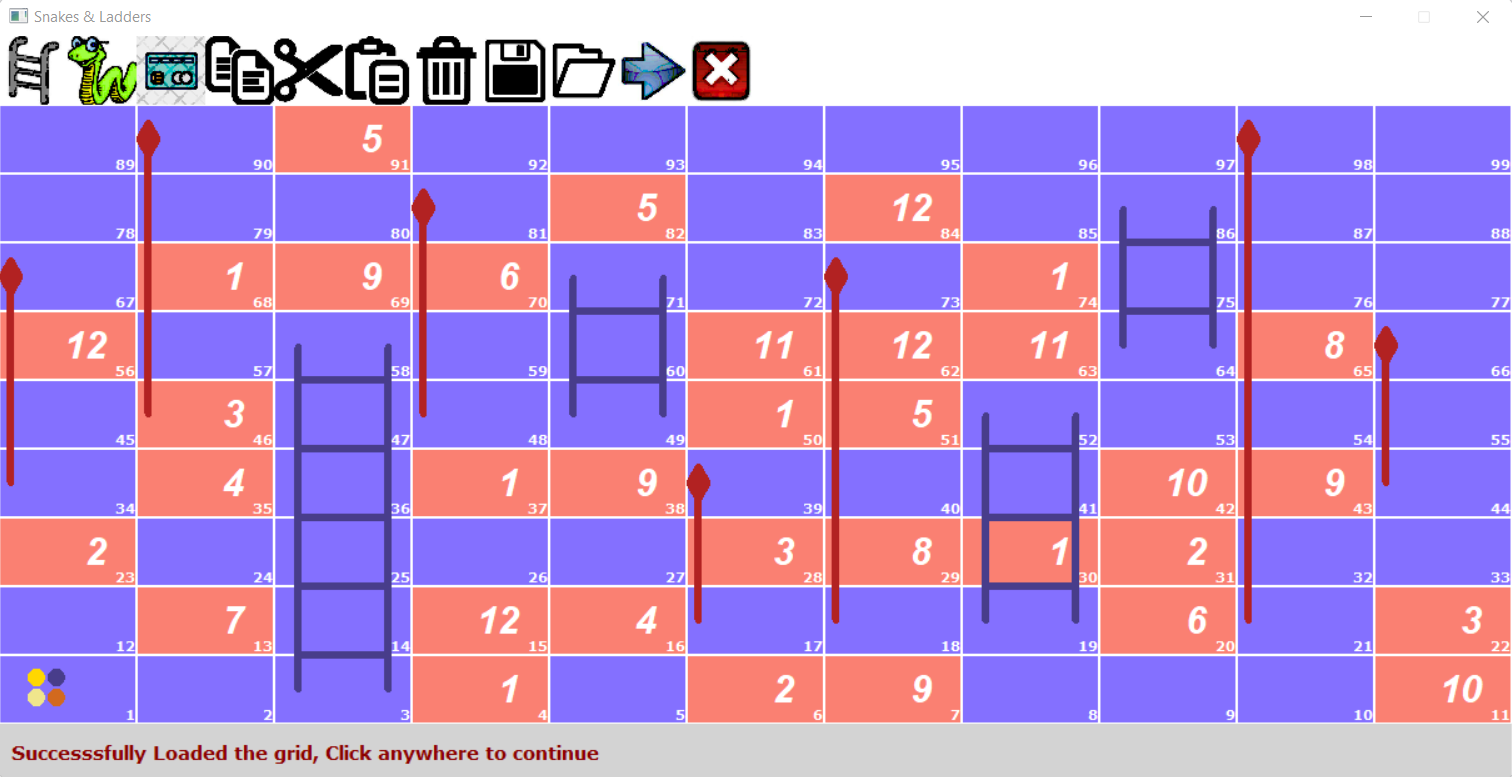 Snakes & Ladders
5
89 90 91 92 93 94 95 96 97 98 99
5 12
78 79 80 81 82 83 84 85 86 87 88
1 9 6 1
67 68 69 70 71 72 73 74 75 76 77
12 11 12 11 8
56 57 58 59 60 61 62 63 64 65 66
3 1 5
45 46 47 48 49 50 51 52 53 54 55
4 1 9 10 9
34 35 36 37 38 39 40 41 42 43 44
2 3 8 1 2
23 24 25 26 27 28 29 30 31 32 33
7 12 4 6 3
12 13 14 15 16 17 18 19 20 21 22
1 2 9 10
1 2 3 4 5 6 7 8 9 10 11
Successsfully Loaded the grid, Click anywhere to continue